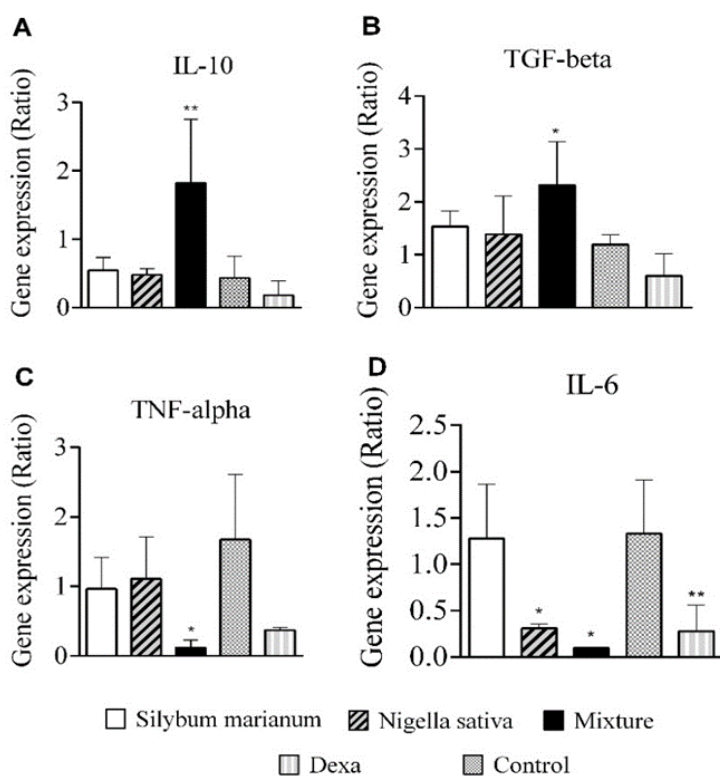 A
IL-10
Gene expression (Ratio)
3
2
1
0
**
B
TGF-beta
Gene expression (Ratio)
4
3
2
1
0
*
C
TNF-alpha
Gene expression (Ratio)
3
2
1
0
*
D
IL-6
Gene expression (Ratio)
2.5
2.0
1.5
1.0
0.5
0.0
*
*
**
Silybum marianum Nigella sativa Mixture
Dexa Control